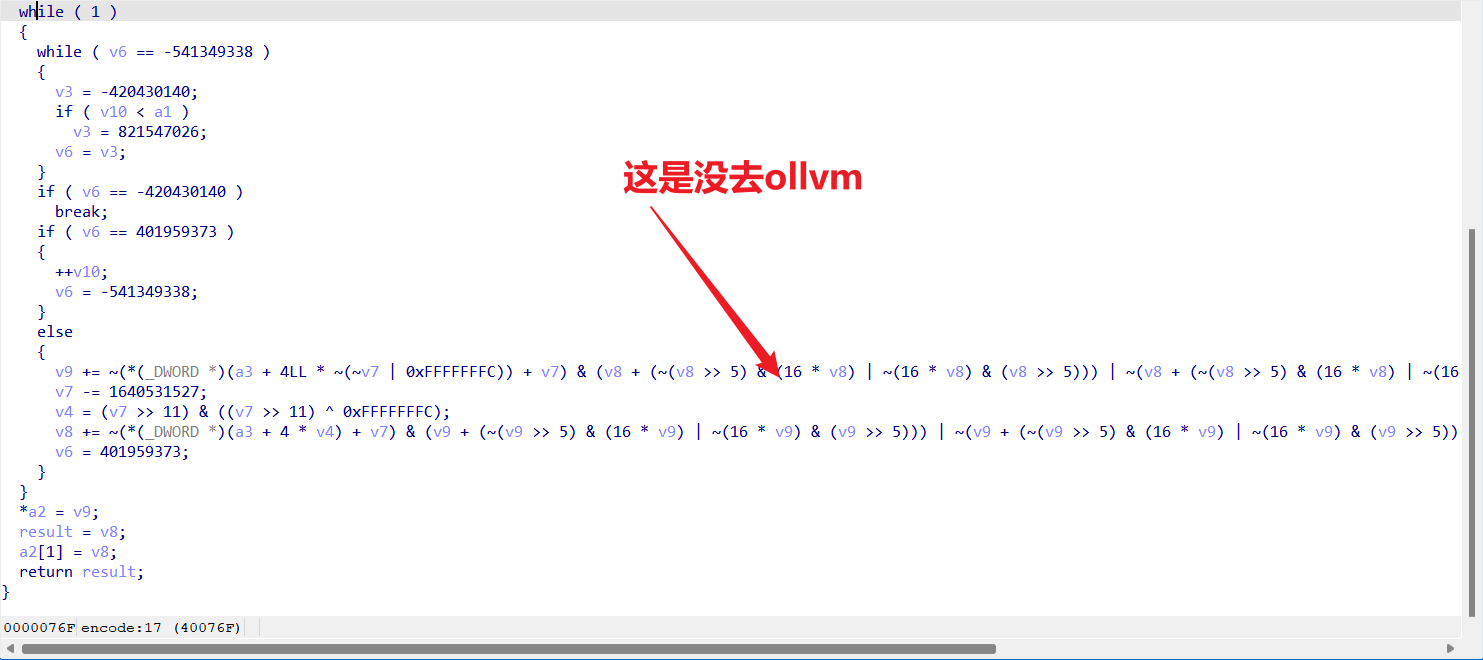 while ( 1 )
{
while ( v6 == -541349338 )
{
v3 = -420430140;
if ( v10 < a1 )
v3 = 821547026;
v6 = v3;
}
if ( v6 == -420430140 )
break;
if ( v6 == 401959373 )
{
++v10;
v6 = -541349338;
}
else
{
v9 += ~(*(_DWORD *)(a3 + 4LL * ~(~v7 | 0xFFFFFFFC)) + v7) & (v8 + (~(v8 >> 5) & (16 * v8) | ~(16 * v8) & (v8 >> 5))) | ~(v8 + (~(v8 >> 5) & (16 * v8) | ~(16
v7 -= 1640531527;
v4 = (v7 >> 11) & ((v7 >> 11) ^ 0xFFFFFFFC);
v8 += ~(*(_DWORD *)(a3 + 4 * v4) + v7) & (v9 + (~(v9 >> 5) & (16 * v9) | ~(16 * v9) & (v9 >> 5))) | ~(v9 + (~(v9 >> 5) & (16 * v9) | ~(16 * v9) & (v9 >> 5))
v6 = 401959373;
}
}
*a2 = v9;
result = v8;
a2[1] = v8;
return result;
}
这是没去ollvm
0000076F encode:17 (40076F)